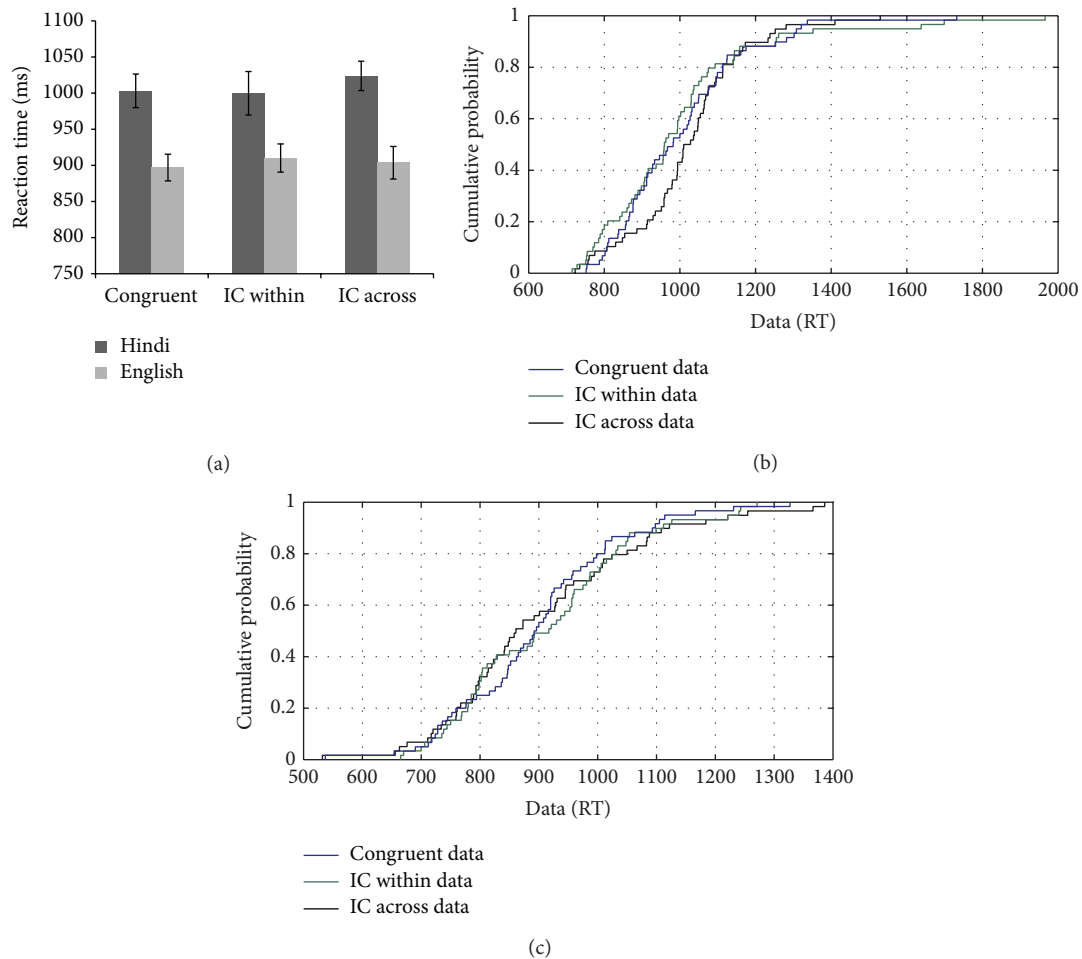 1100
1050
1000
950
900
850
800
750
Reaction time (ms)
Congruent IC within IC across
Hindi
English
(a)
1
0.8
0.6
0.4
0.2
0
Cumulative probability
600 800 1000 1200 1400 1600 1800 2000
Data (RT)
Congruent data
IC within data
IC across data
(b)
1
0.8
0.6
0.4
0.2
0
Cumulative probability
500 600 700 800 900 1000 1100 1200 1300 1400
Data (RT)
Congruent data
IC within data
IC across data
(c)